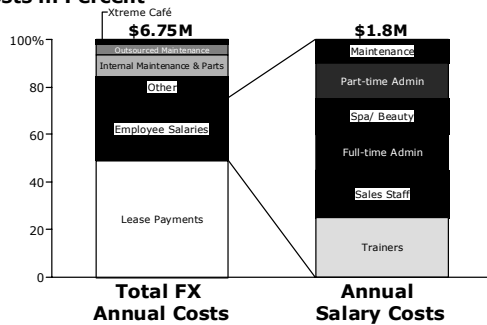 Costs in Percent
Xtreme Café
$6.75M
$1.8M
100%
80
60
40
20
0
Outsourced Maintenance
Internal Maintenance & Parts
Other
Employee Salaries
Lease Payments
Maintenance
Part-time Admin
Spa/ Beauty
Full-time Admin
Sales Staff
Trainers
Total FX
Annual Costs
Annual
Salary Costs